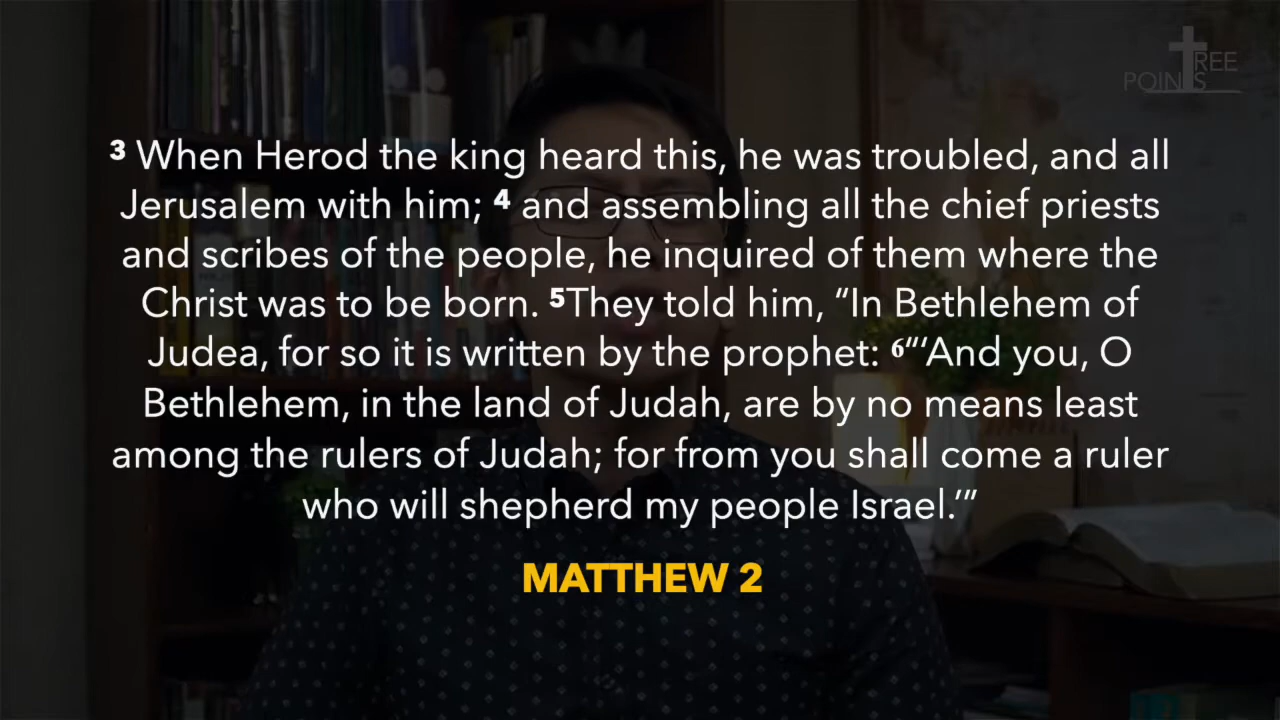 TREE
POINTS
3 When Herod the king heard this, he was troubled, and all
Jerusalem with him; 4 and assembling all the chief priests
and scribes of the people, he inquired of them where the
Christ was to be born. 5They told him, “In Bethlehem of
Judea, for so it is written by the prophet: 6“‘And you, O
Bethlehem, in the land of Judah, are by no means least
among the rulers of Judah; for from you shall come a ruler
who will shepherd my people Israel.’”
MATTHEW 2